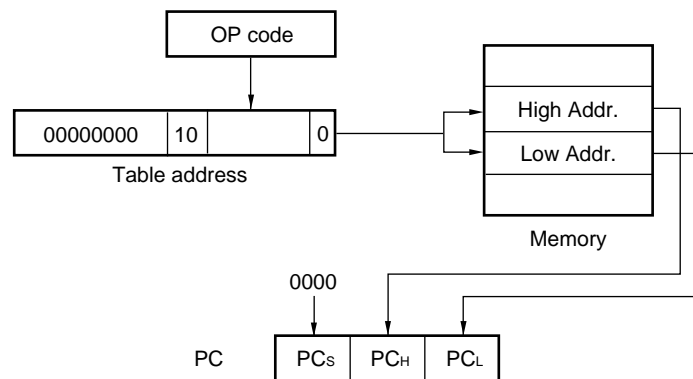 OP code
00000000 10 0
Table address
High Addr.
Low Addr.
Memory
0000
PC PCS PCH PCL